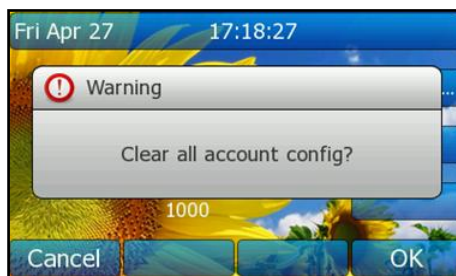 Fri Apr 27 17:18:27
Warning
...
Clear all account config?
1000
Cancel OK